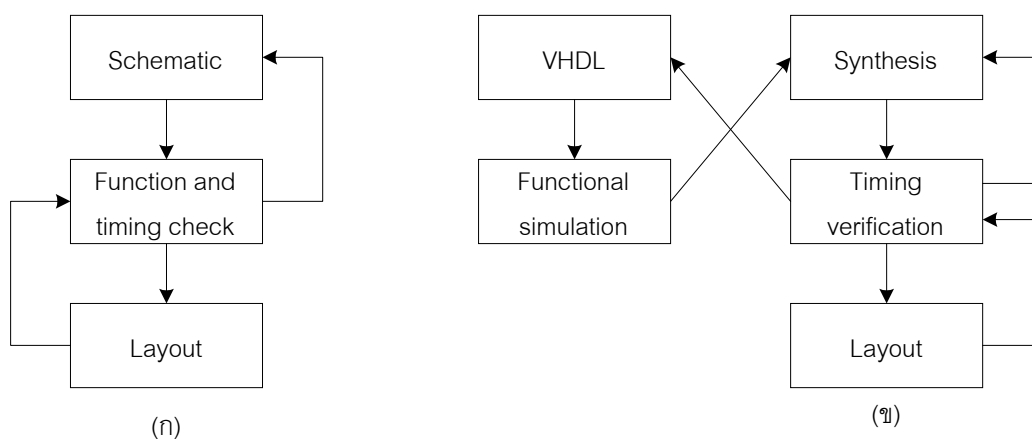 Schematic
Function and
timing check
Layout
(ก)
VHDL
Functional
simulation
Synthesis
Timing
verification
Layout
(ข)